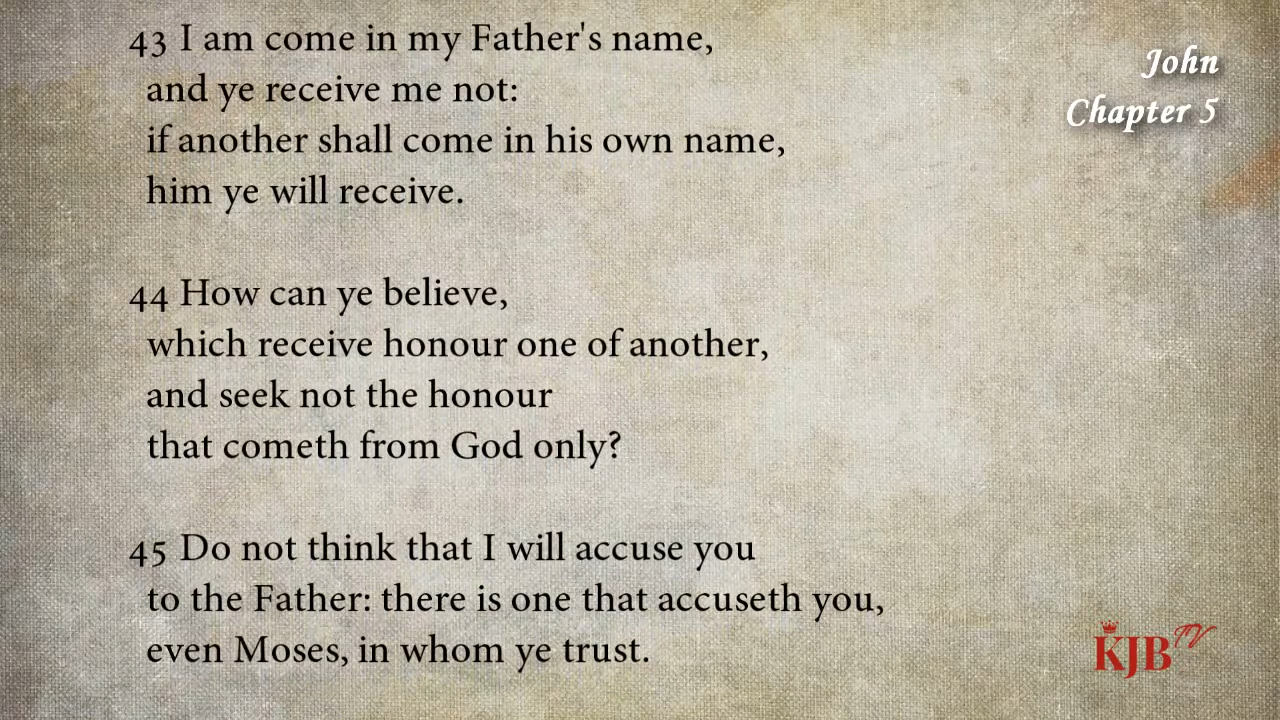 43 I am come in my Father's name,
and ye receive me not:
if another shall come in his own name,
him ye will receive.
44 How can ye believe,
which receive honour one of another,
and seek not the honour
that cometh from God only?
45 Do not think that I will accuse you
to the Father: there is one that accuseth you,
even Moses, in whom ye trust.
John
Chapter 5
KJB TV